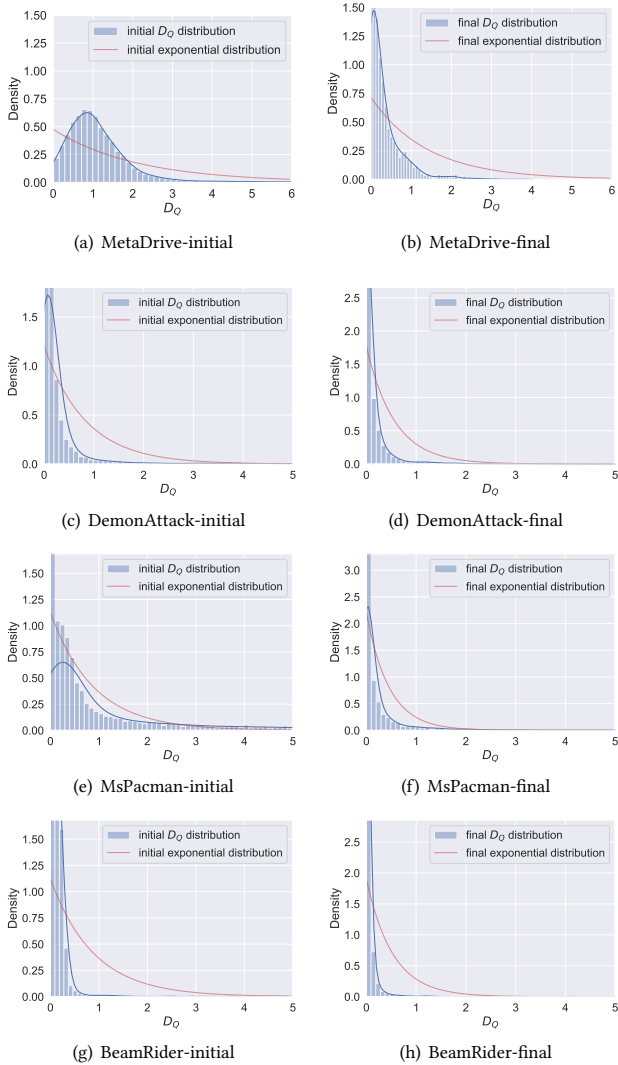 1.50
1.25
1.00
0.75
0.50
0.25
0.00
Density
initial D_Q distribution
initial exponential distribution
0 1 2 3 4 5 6
D_Q
(a) MetaDrive-initial
1.50
1.25
1.00
0.75
0.50
0.25
0.00
Density
final D_Q distribution
final exponential distribution
0 1 2 3 4 5 6
D_Q
(b) MetaDrive-final
1.5
1.0
0.5
0.0
Density
initial D_Q distribution
initial exponential distribution
0 1 2 3 4 5
D_Q
(c) DemonAttack-initial
2.5
2.0
1.5
1.0
0.5
0.0
Density
final D_Q distribution
final exponential distribution
0 1 2 3 4 5
D_Q
(d) DemonAttack-final
1.50
1.25
1.00
0.75
0.50
0.25
0.00
Density
initial D_Q distribution
initial exponential distribution
0 1 2 3 4 5
D_Q
(e) MsPacman-initial
3.0
2.5
2.0
1.5
1.0
0.5
0.0
Density
final D_Q distribution
final exponential distribution
0 1 2 3 4 5
D_Q
(f) MsPacman-final
1.50
1.25
1.00
0.75
0.50
0.25
0.00
Density
initial D_Q distribution
initial exponential distribution
0 1 2 3 4 5
D_Q
(g) BeamRider-initial
2.5
2.0
1.5
1.0
0.5
0.0
Density
final D_Q distribution
final exponential distribution
0 1 2 3 4 5
D_Q
(h) BeamRider-final